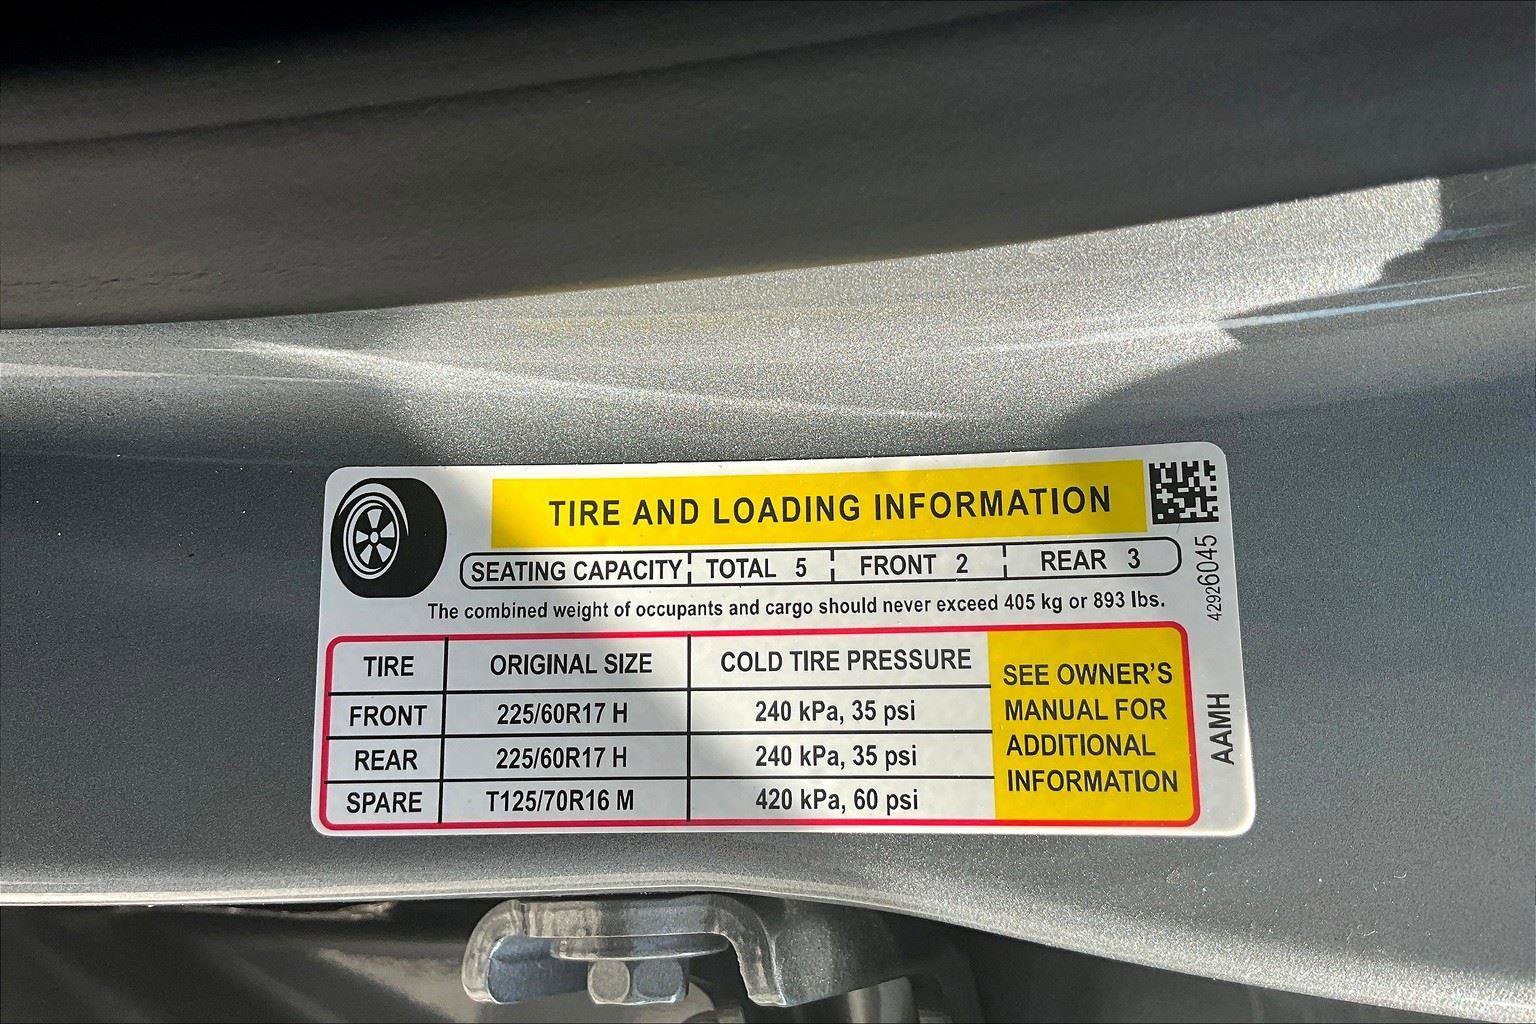 TIRE AND LOADING INFORMATION
SEATING CAPACITY TOTAL 5 FRONT 2 REAR 3
The combined weight of occupants and cargo should never exceed 405 kg or 893 lbs.
TIRE ORIGINAL SIZE COLD TIRE PRESSURE
FRONT 225/60R17 H 240 kPa, 35 psi
REAR 225/60R17 H 240 kPa, 35 psi
SPARE T125/70R16 M 420 kPa, 60 psi
SEE OWNER'S
MANUAL FOR
ADDITIONAL
INFORMATION
42926045
AAMH